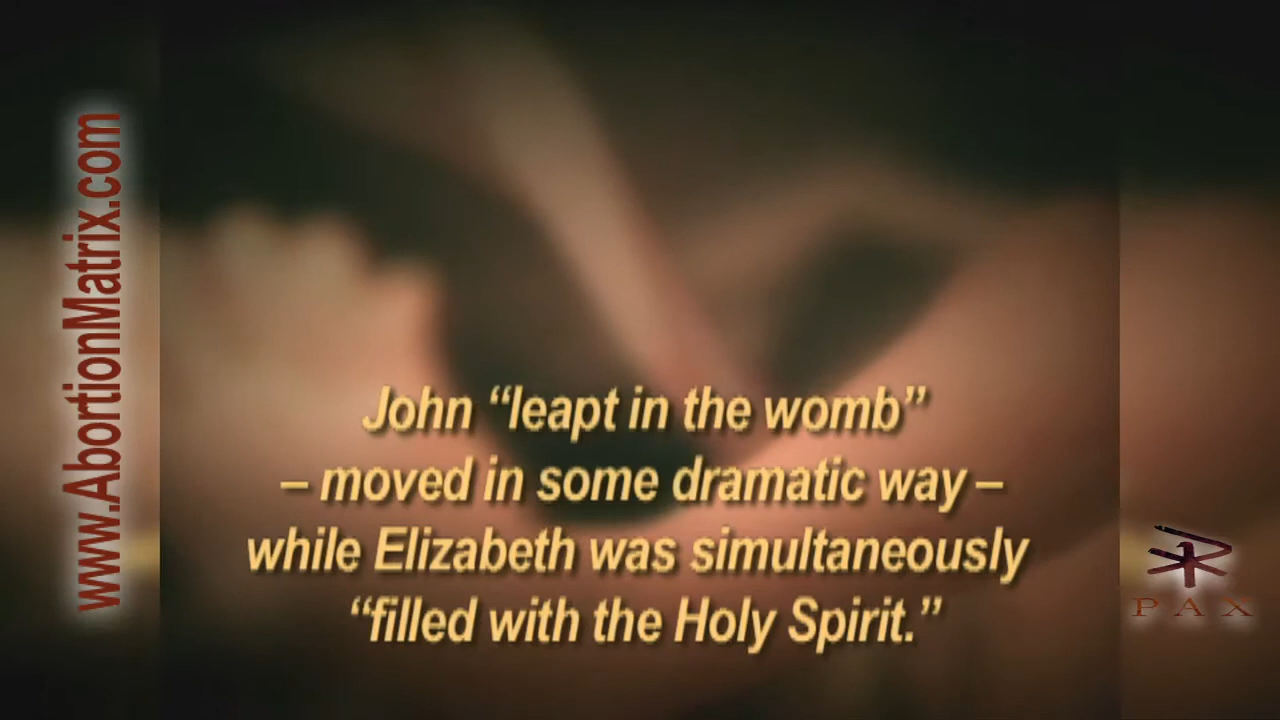 www.AbortionMatrix.com
John “leapt in the womb”
– moved in some dramatic way –
while Elizabeth was simultaneously
“filled with the Holy Spirit.”
PAX